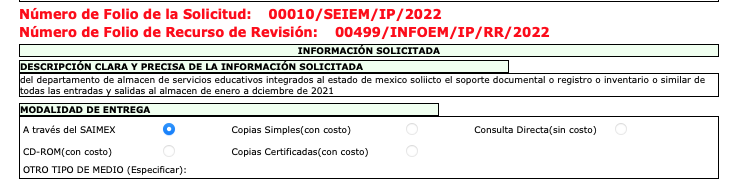 Número de Folio de la Solicitud: 00010/SEIEM/IP/2022
Número de Folio de Recurso de Revisión: 00499/INFOEM/IP/RR/2022
INFORMACIÓN SOLICITADA
DESCRIPCIÓN CLARA Y PRECISA DE LA INFORMACIÓN SOLICITADA
del departamento de almacen de servicios educativos integrados al estado de mexico soliicto el soporte documental o registro o inventario o similar de
todas las entradas y salidas al almacen de enero a dciembre de 2021
MODALIDAD DE ENTREGA
A través del SAIMEX Copias Simples(con costo) Consulta Directa(sin costo)
CD-ROM(con costo) Copias Certificadas(con costo)
OTRO TIPO DE MEDIO (Especificar):